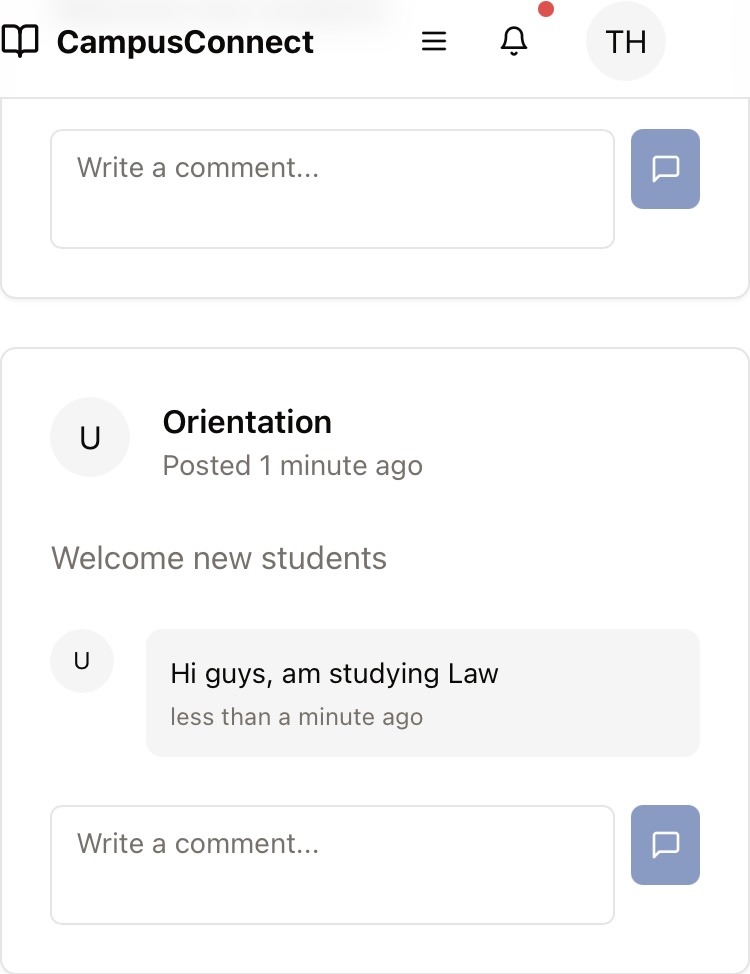 CampusConnect
TH
Write a comment...
U
Orientation
Posted 1 minute ago
Welcome new students
U
Hi guys, am studying Law
less than a minute ago
Write a comment...